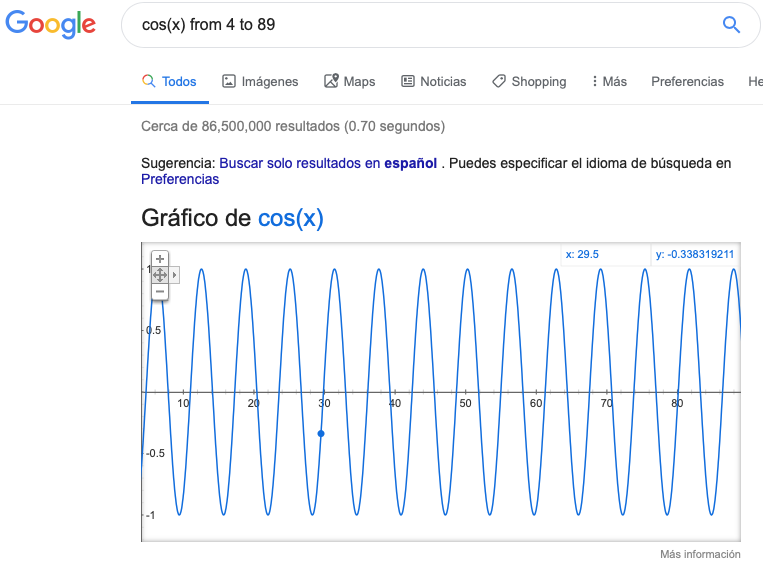 Google
cos(x) from 4 to 89
Todos Imágenes Maps Noticias Shopping Más Preferencias He
Cerca de 86,500,000 resultados (0.70 segundos)
Sugerencia: Buscar solo resultados en español . Puedes especificar el idioma de búsqueda en
Preferencias
Gráfico de cos(x)
x: 29.5 y: -0.338319211
1
0.5
10 20 30 40 50 60 70 80
-0.5
-1
Más información